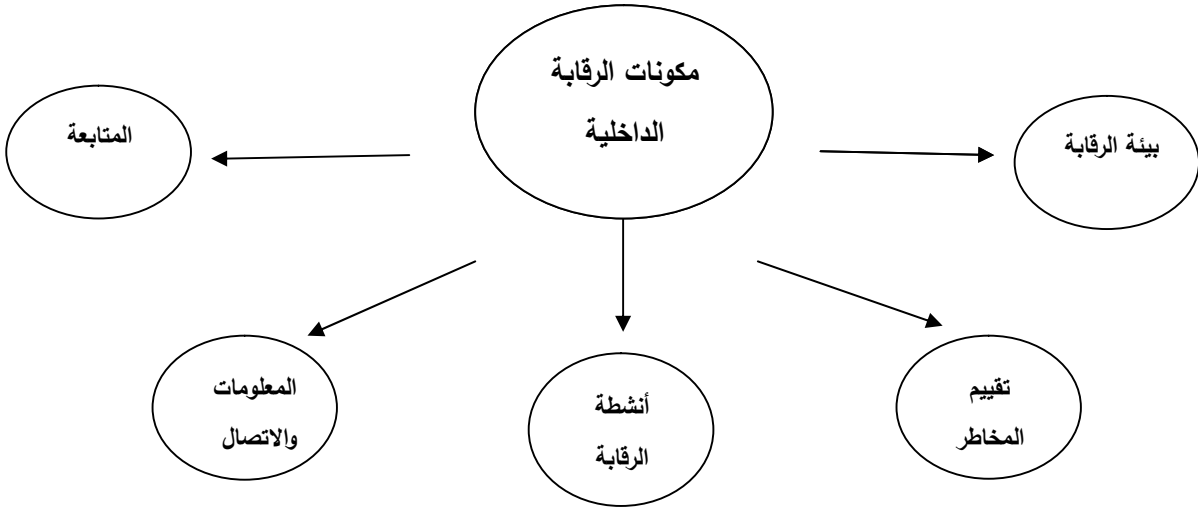 مكونات الرقابة
الداخلية
بيئة الرقابة
المتابعة
تقييم
المخاطر
أنشطة
الرقابة
المعلومات
والاتصال